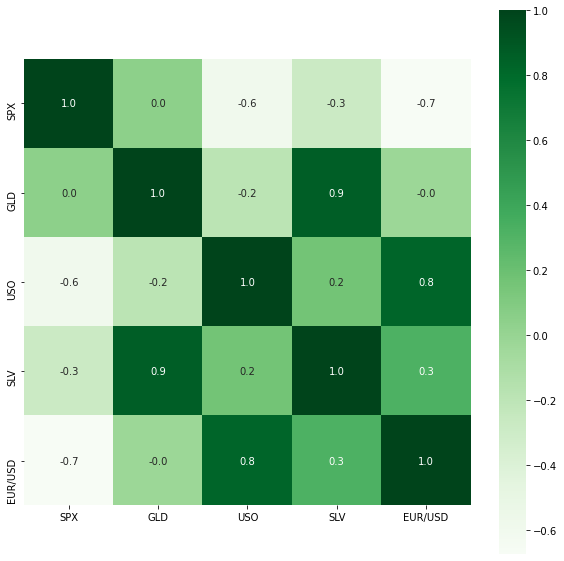 SPX 1.0 0.0 -0.6 -0.3 -0.7
GLD 0.0 1.0 -0.2 0.9 -0.0
USO -0.6 -0.2 1.0 0.2 0.8
SLV -0.3 0.9 0.2 1.0 0.3
EUR/USD -0.7 -0.0 0.8 0.3 1.0
SPX GLD USO SLV EUR/USD
1.0
0.8
0.6
0.4
0.2
0.0
-0.2
-0.4
-0.6